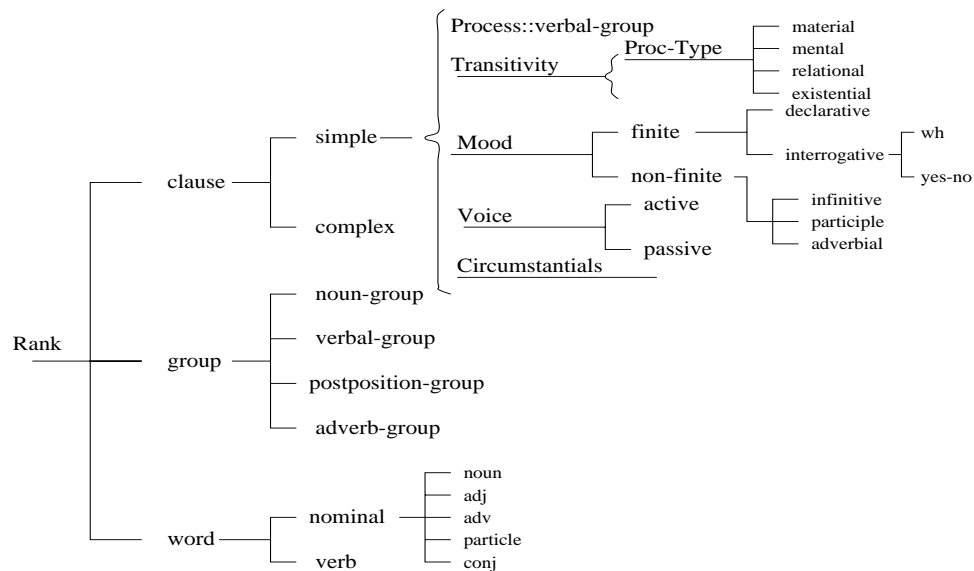 Process::verbal-group
material
Proc-Type
mental
Transitivity
relational
existential
declarative
simple
finite
wh
Mood
interrogative
clause
non-finite
yes-no
infinitive
active
Voice
participle
complex
adverbial
passive
Circumstantials
noun-group
Rank
verbal-group
group
postposition-group
adverb-group
noun
adj
nominal
adv
word
particle
verb
conj